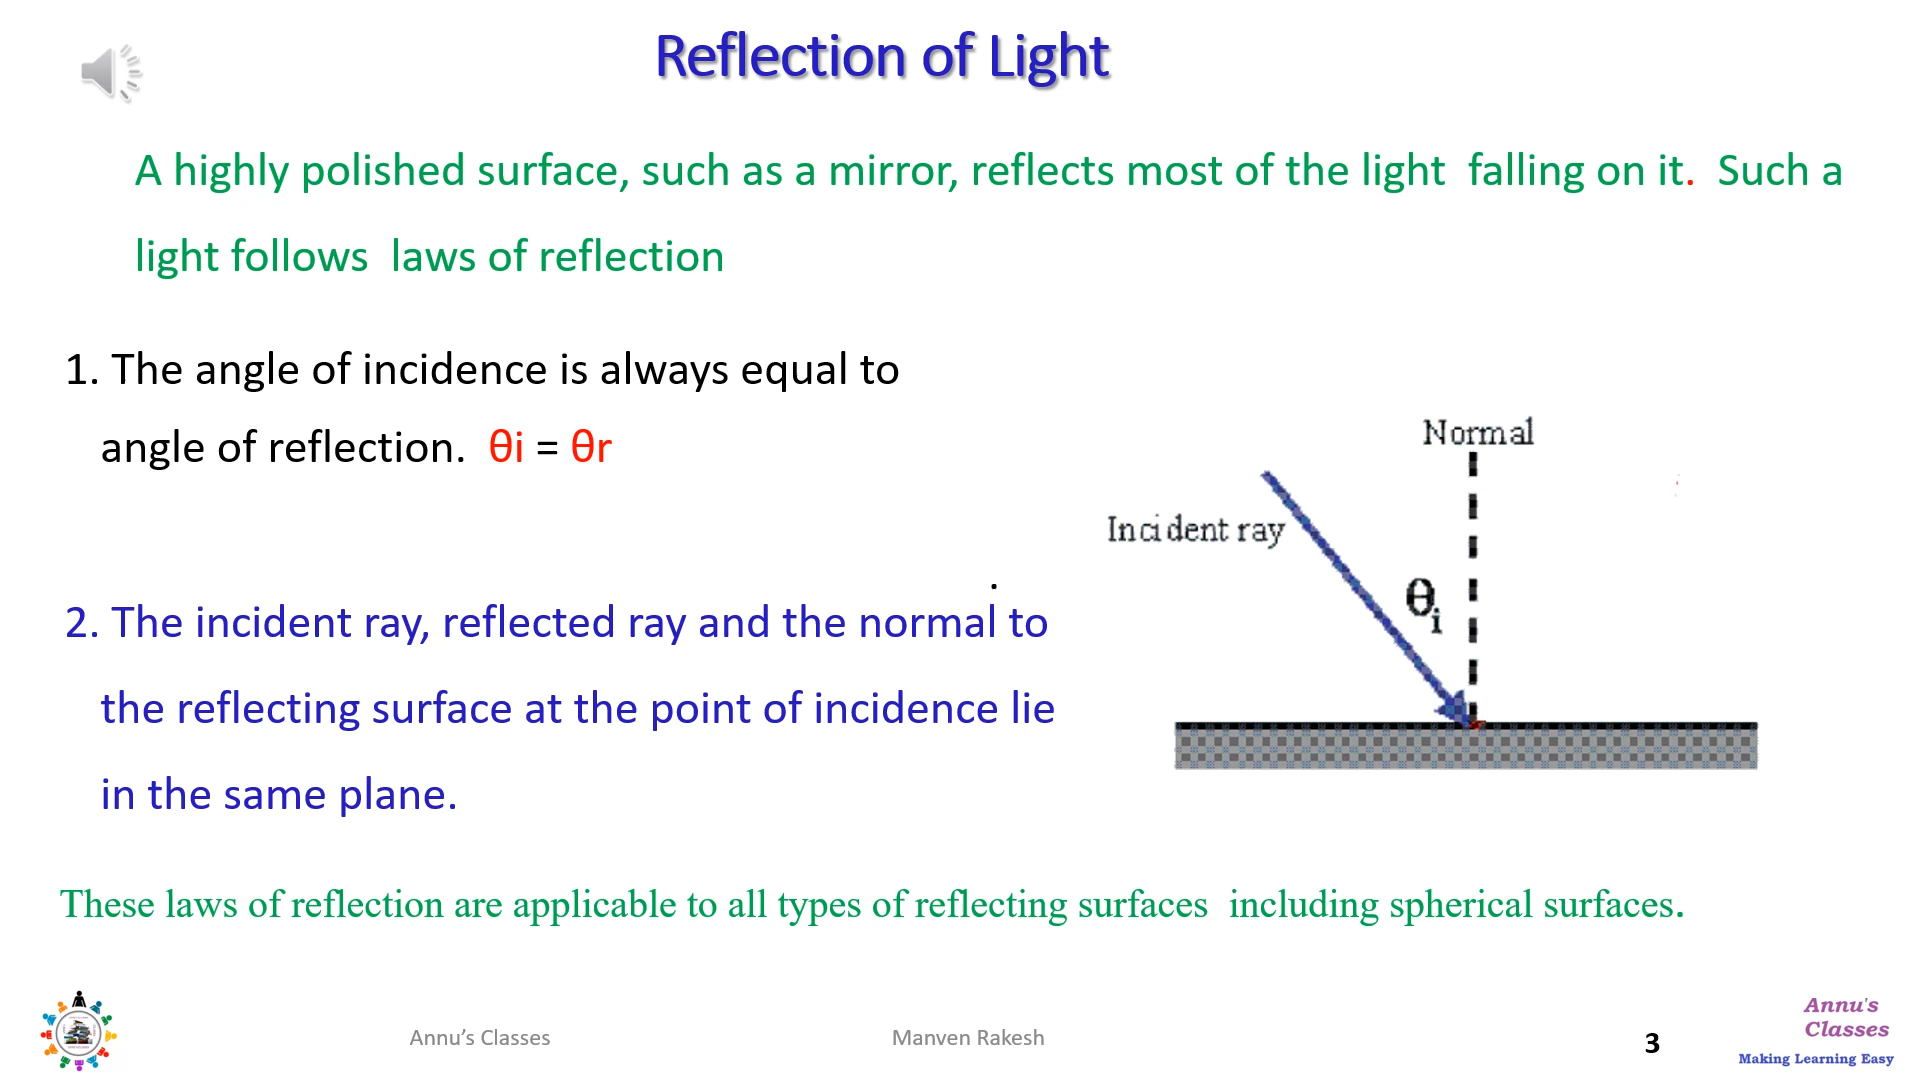 Reflection of Light
A highly polished surface, such as a mirror, reflects most of the light falling on it. Such a
light follows laws of reflection
1. The angle of incidence is always equal to
angle of reflection. θi = θr
Normal
Incident ray
θi
2. The incident ray, reflected ray and the normal to
the reflecting surface at the point of incidence lie
in the same plane.
These laws of reflection are applicable to all types of reflecting surfaces including spherical surfaces.
Annu’s Classes
Manven Rakesh
3
Annu's
Classes
Making Learning Easy